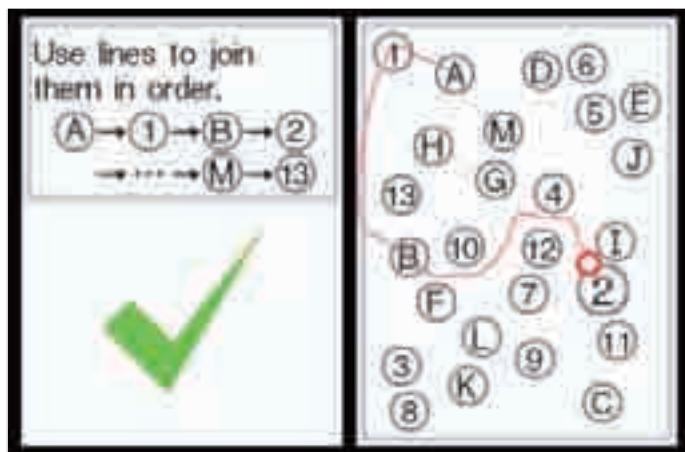 Use lines to join
them in order.
A → 1 → B → 2
→ ••• → M → 13
1
A
D
6
5
E
H
M
J
G
13
4
B
10
12
I
F
7
2
L
11
3
9
K
8
C